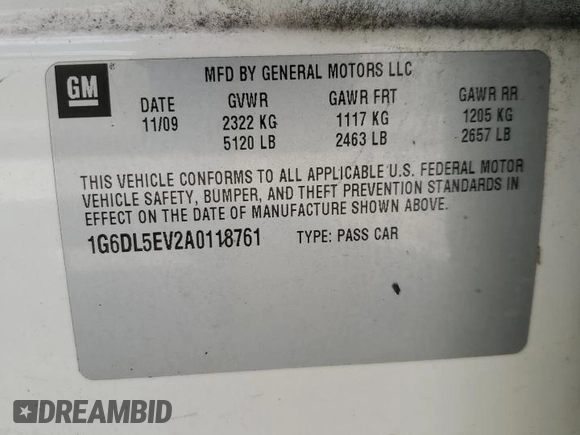 GM
MFD BY GENERAL MOTORS LLC
DATE GVWR GAWR FRT GAWR RR
11/09 2322 KG 1117 KG 1205 KG
5120 LB 2463 LB 2657 LB
THIS VEHICLE CONFORMS TO ALL APPLICABLE U.S. FEDERAL MOTOR
VEHICLE SAFETY, BUMPER, AND THEFT PREVENTION STANDARDS IN
EFFECT ON THE DATE OF MANUFACTURE SHOWN ABOVE.
1G6DL5EV2A0118761 TYPE: PASS CAR
DREAMBID